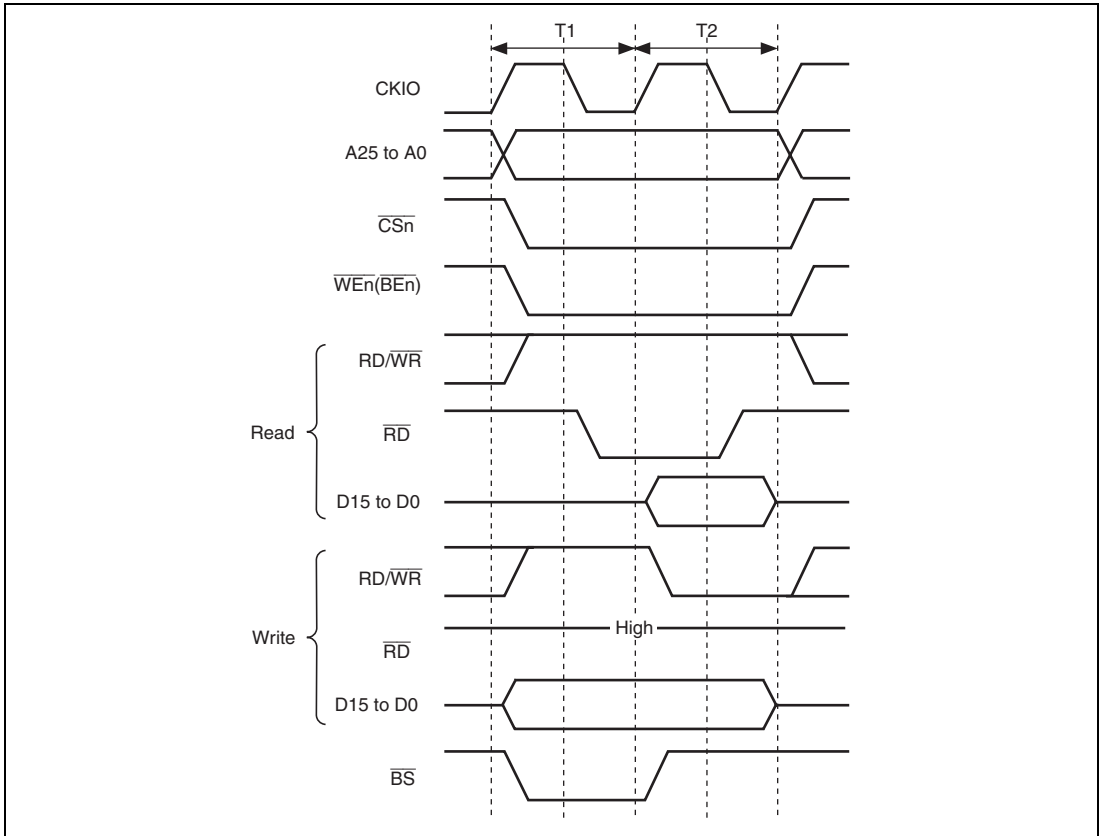 T1 T2
CKIO
A25 to A0
CSn
WEn(BEn)
RD/WR
Read
RD
D15 to D0
RD/WR
High
Write
RD
D15 to D0
BS